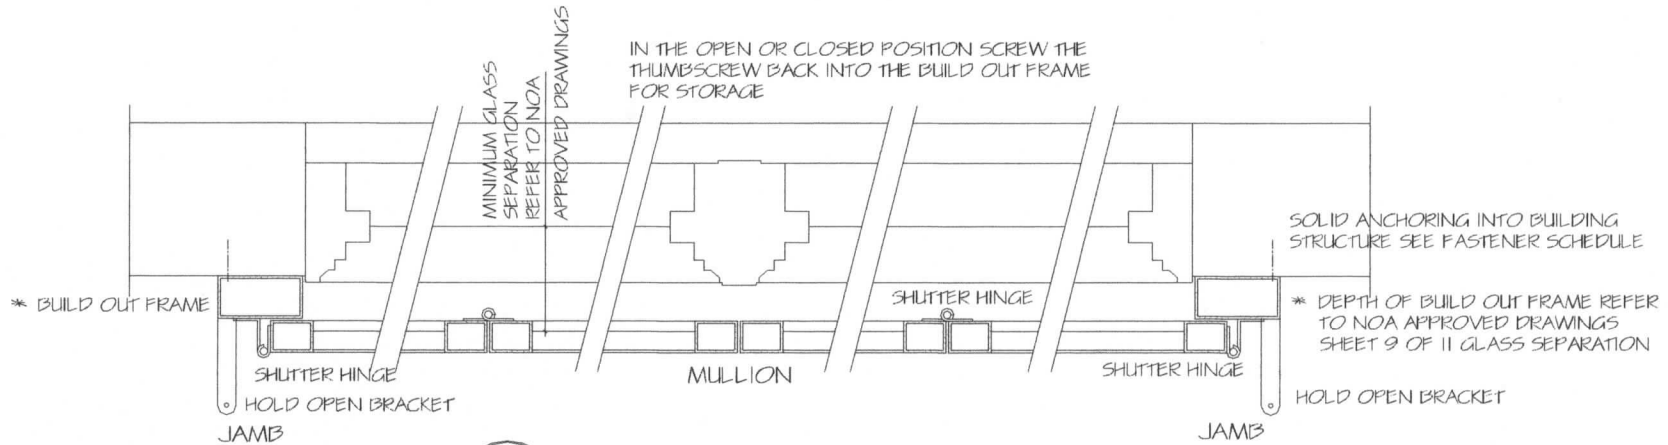 MINIMUM GLASS
SEPARATION
REFER TO NOA
APPROVED DRAWINGS
IN THE OPEN OR CLOSED POSITION SCREW THE
THUMBSCREW BACK INTO THE BUILD OUT FRAME
FOR STORAGE
SOLID ANCHORING INTO BUILDING
STRUCTURE SEE FASTENER SCHEDULE
* BUILD OUT FRAME
SHUTTER HINGE
* DEPTH OF BUILD OUT FRAME REFER
TO NOA APPROVED DRAWINGS
SHEET 9 OF 11 GLASS SEPARATION
SHUTTER HINGE
MULLION
SHUTTER HINGE
HOLD OPEN BRACKET
HOLD OPEN BRACKET
JAMB
JAMB